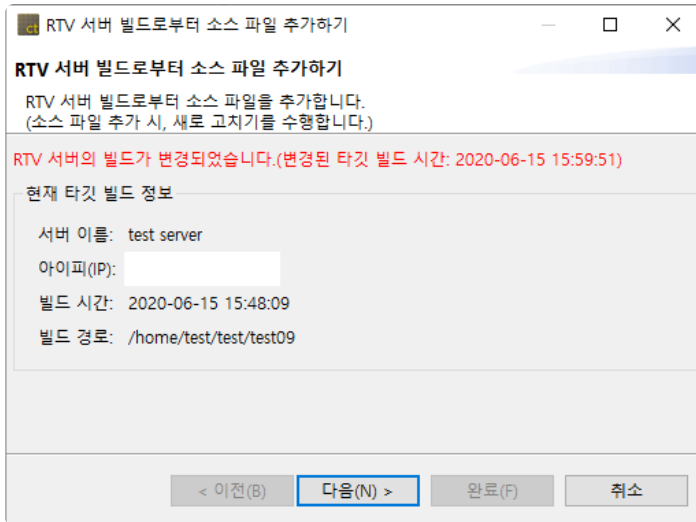 ct RTV 서버 빌드로부터 소스 파일 추가하기
RTV 서버 빌드로부터 소스 파일 추가하기
RTV 서버 빌드로부터 소스 파일을 추가합니다.
(소스 파일 추가 시, 새로 고치기를 수행합니다.)
RTV 서버의 빌드가 변경되었습니다.(변경된 타깃 빌드 시간: 2020-06-15 15:59:51)
현재 타깃 빌드 정보
서버 이름: test server
아이피(IP):
빌드 시간: 2020-06-15 15:48:09
빌드 경로: /home/test/test/test09
< 이전(B) 다음(N) > 완료(F) 취소